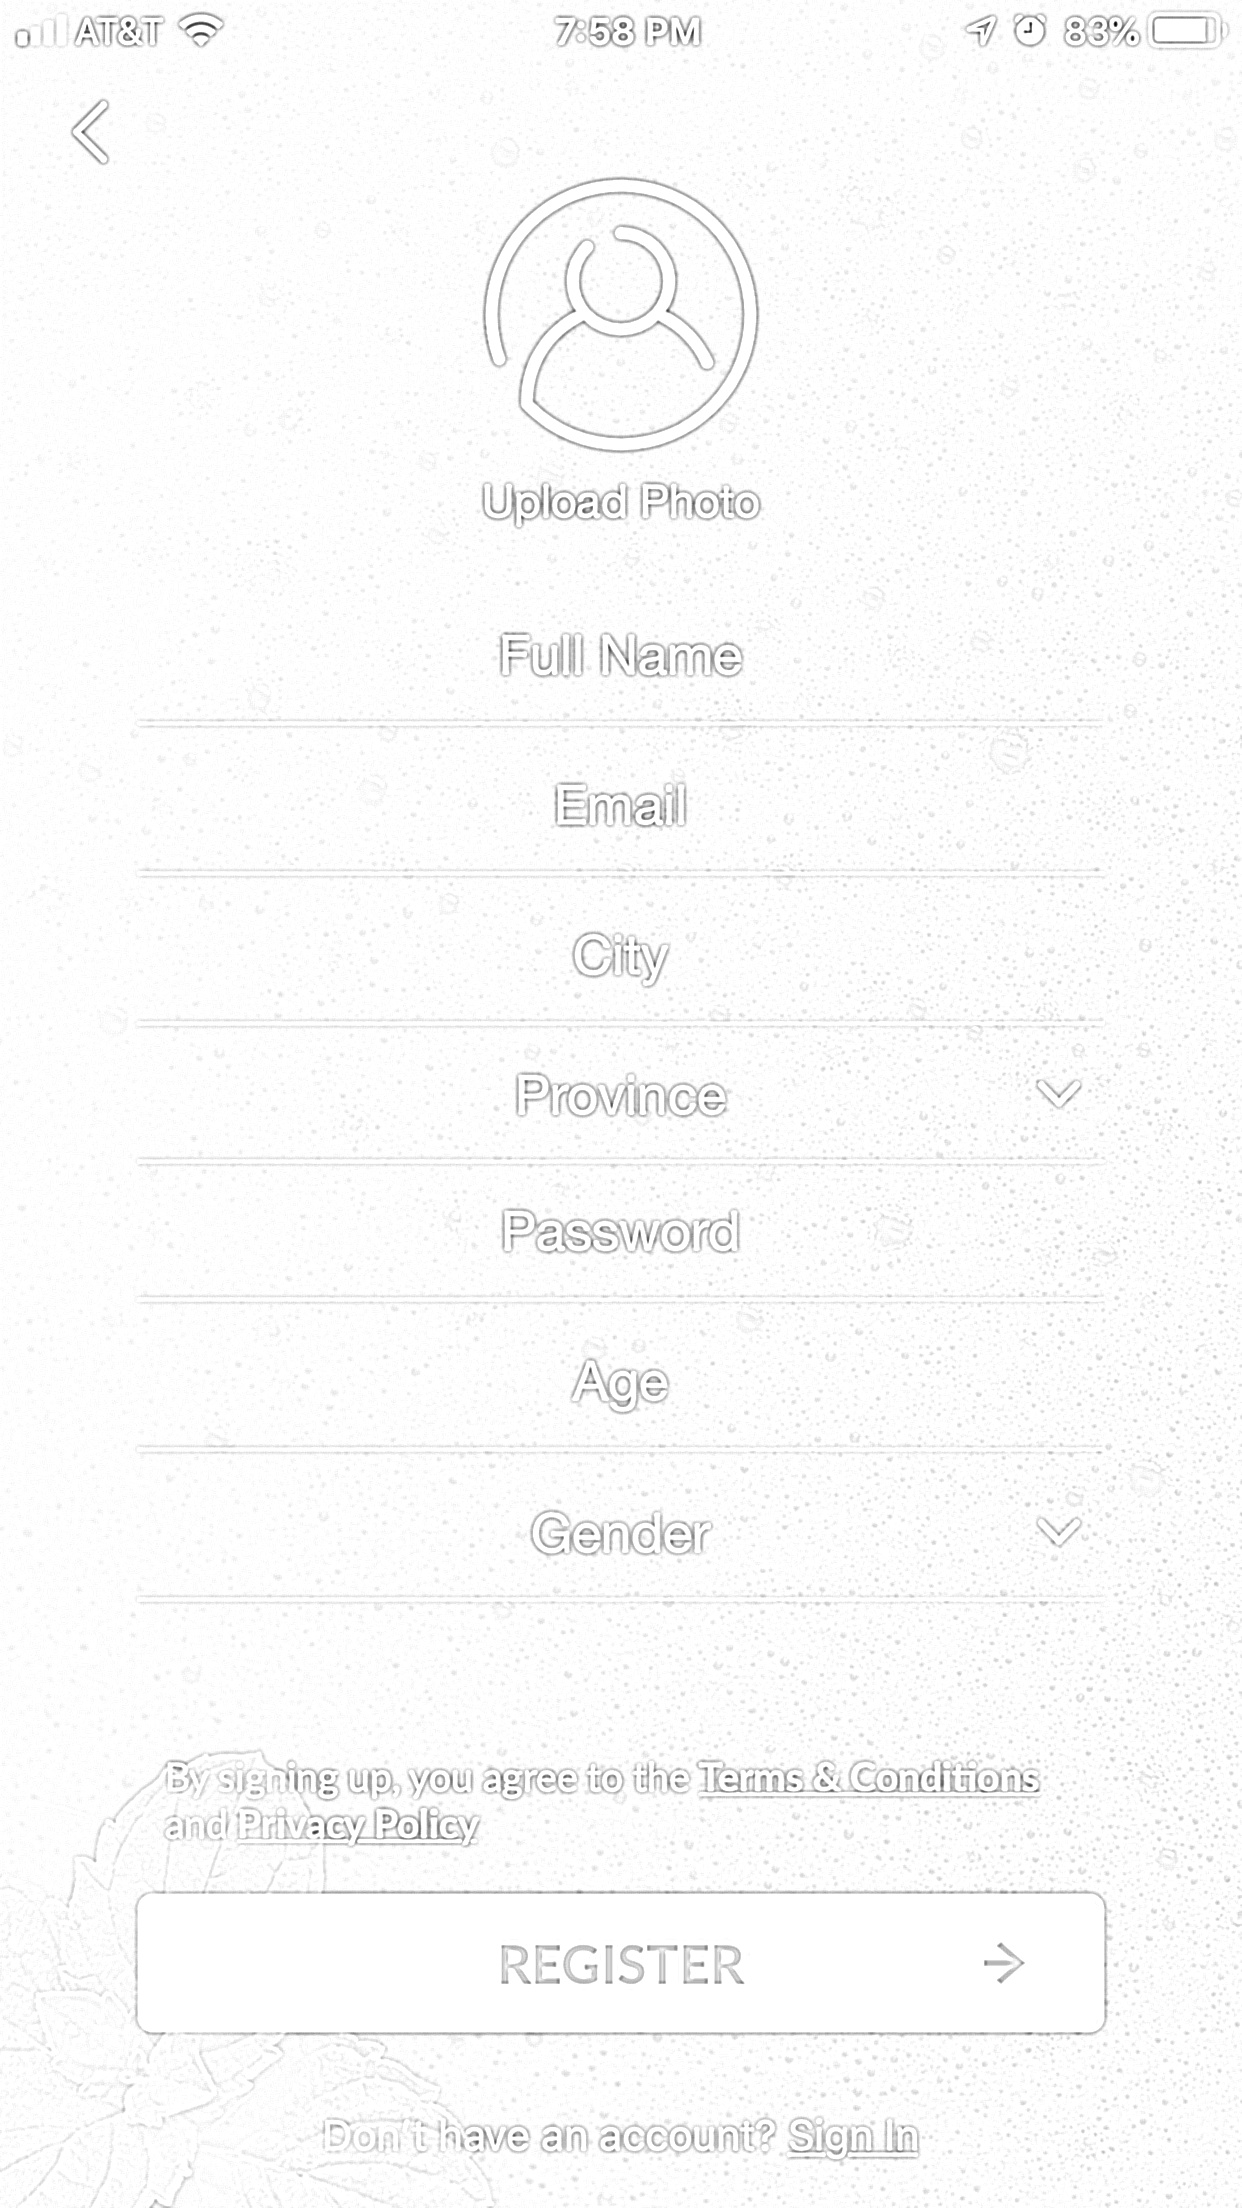 AT&T 7:58 PM 83%
Upload Photo
Full Name
Email
City
Province
Password
Age
Gender
By signing up, you agree to the Terms & Conditions
and Privacy Policy
REGISTER
Don't have an account? Sign In